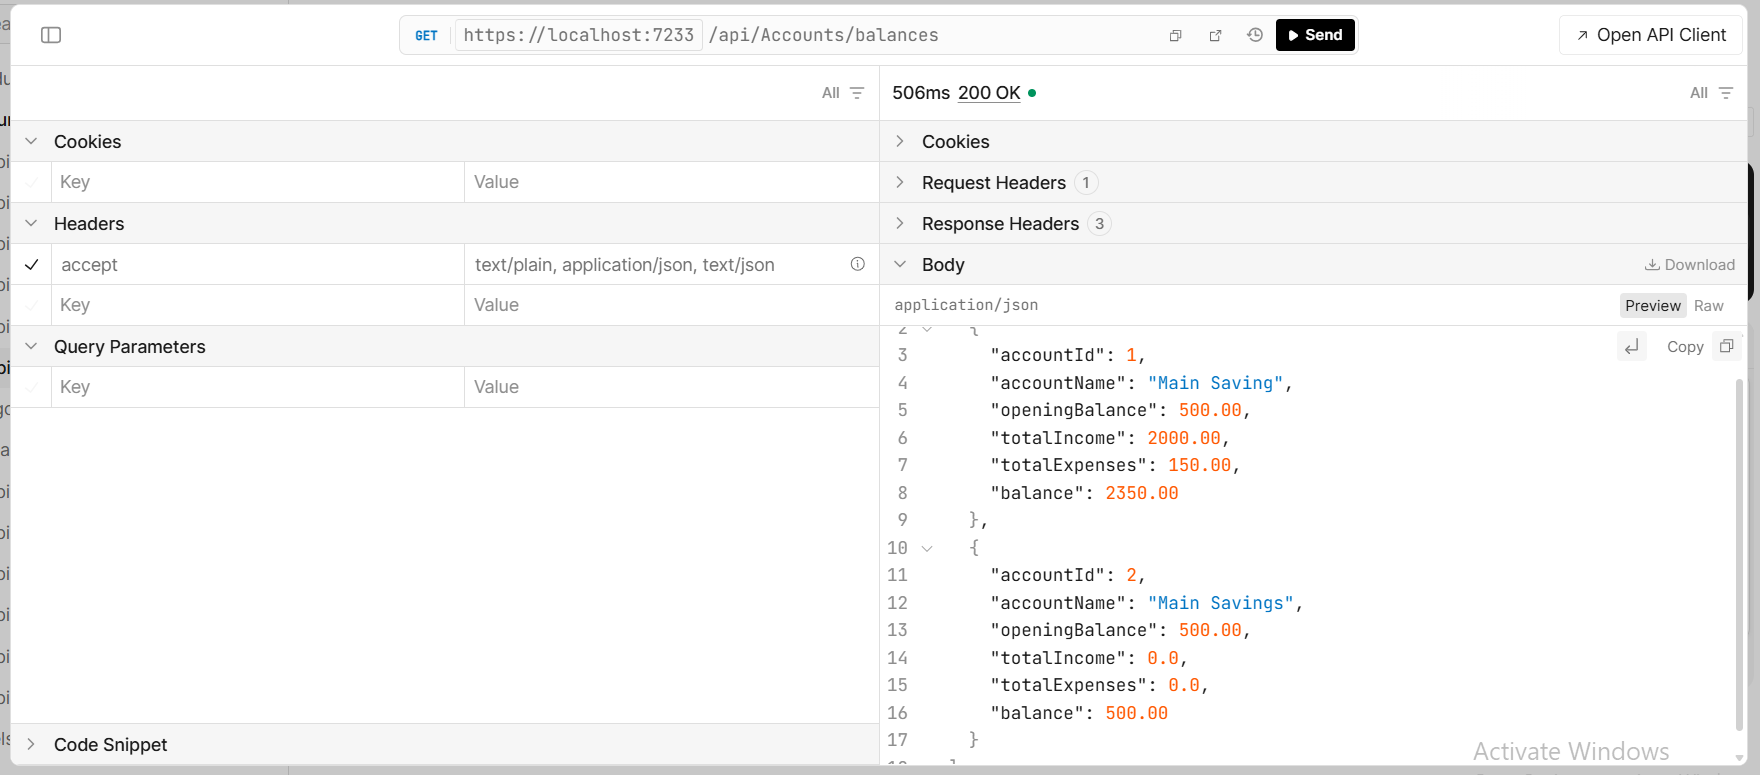 GET https://localhost:7233 /api/Accounts/balances Send Open API Client
All
506ms 200 OK All
Cookies
Key Value
Headers
accept text/plain, application/json, text/json
Key Value
Query Parameters
Key Value
Code Snippet
Cookies
Request Headers 1
Response Headers 3
Body Download
application/json Preview Raw
Copy
2 {
3 "accountId": 1,
4 "accountName": "Main Saving",
5 "openingBalance": 500.00,
6 "totalIncome": 2000.00,
7 "totalExpenses": 150.00,
8 "balance": 2350.00
9 },
10 {
11 "accountId": 2,
12 "accountName": "Main Savings",
13 "openingBalance": 500.00,
14 "totalIncome": 0.0,
15 "totalExpenses": 0.0,
16 "balance": 500.00
17 }
Activate Windows